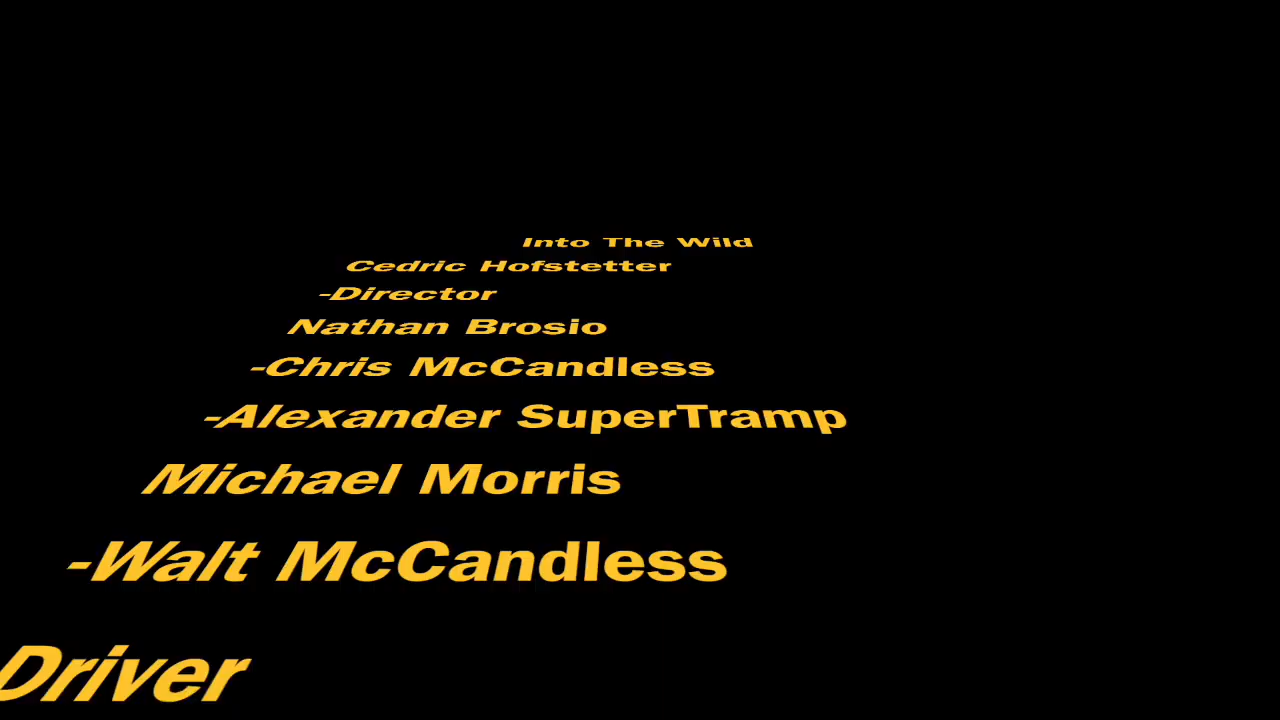 Into The Wild
Cedric Hofstetter
-Director
Nathan Brosio
-Chris McCandless
-Alexander SuperTramp
Michael Morris
-Walt McCandless
Driver